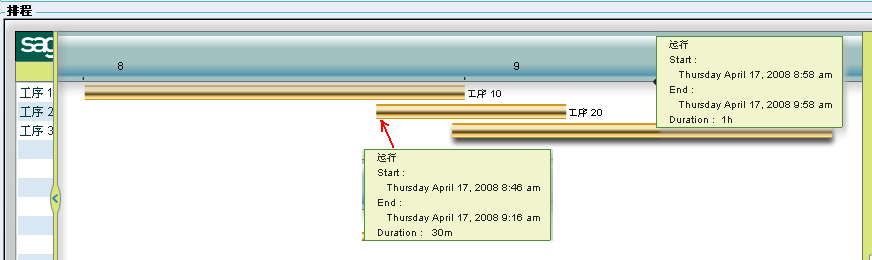 排程
sag
8
9
工序 1
工序 2
工序 3
工序 10
工序 20
运行
Start :
Thursday April 17, 2008 8:58 am
End :
Thursday April 17, 2008 9:58 am
Duration : 1h
运行
Start :
Thursday April 17, 2008 8:46 am
End :
Thursday April 17, 2008 9:16 am
Duration : 30m